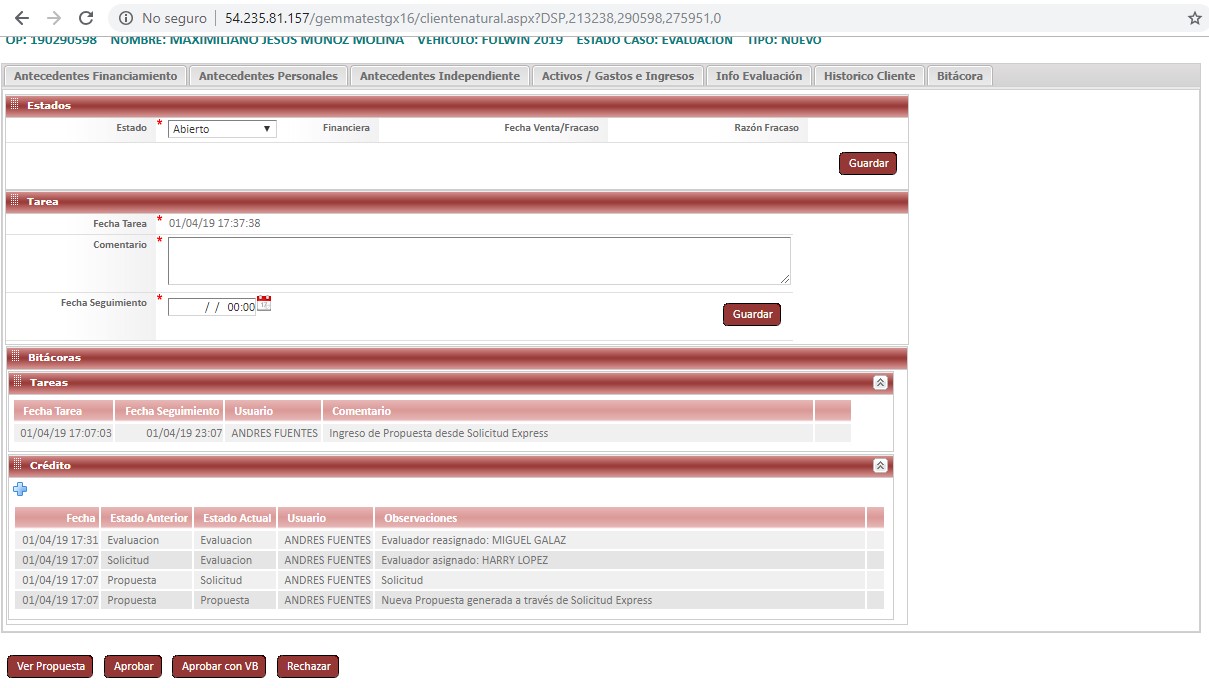 No seguro | 54.235.81.157/gemmatestgx16/clientenatural.aspx?DSP,213238,290598,275951,0
OP: 190290598 NOMBRE: MAXIMILIANO JESUS MUNOZ MOLINA VEHICULO: FULWIN 2019 ESTADO CASO: EVALUACION TIPO: NUEVO
Antecedentes Financiamiento Antecedentes Personales Antecedentes Independiente Activos / Gastos e Ingresos Info Evaluación Historico Cliente Bitácora
Estados
Estado * Abierto Financiera Fecha Venta/Fracaso Razón Fracaso
Guardar
Tarea
Fecha Tarea * 01/04/19 17:37:38
Comentario *
Fecha Seguimiento * / / 00:00
Guardar
Bitácoras
Tareas
Fecha Tarea Fecha Seguimiento Usuario Comentario
01/04/19 17:07:03 01/04/19 23:07 ANDRES FUENTES Ingreso de Propuesta desde Solicitud Express
Crédito
Fecha Estado Anterior Estado Actual Usuario Observaciones
01/04/19 17:31 Evaluacion Evaluacion ANDRES FUENTES Evaluador reasignado: MIGUEL GALAZ
01/04/19 17:07 Solicitud Evaluacion ANDRES FUENTES Evaluador asignado: HARRY LOPEZ
01/04/19 17:07 Propuesta Solicitud ANDRES FUENTES Solicitud
01/04/19 17:07 Propuesta Propuesta ANDRES FUENTES Nueva Propuesta generada a través de Solicitud Express
Ver Propuesta Aprobar Aprobar con VB Rechazar